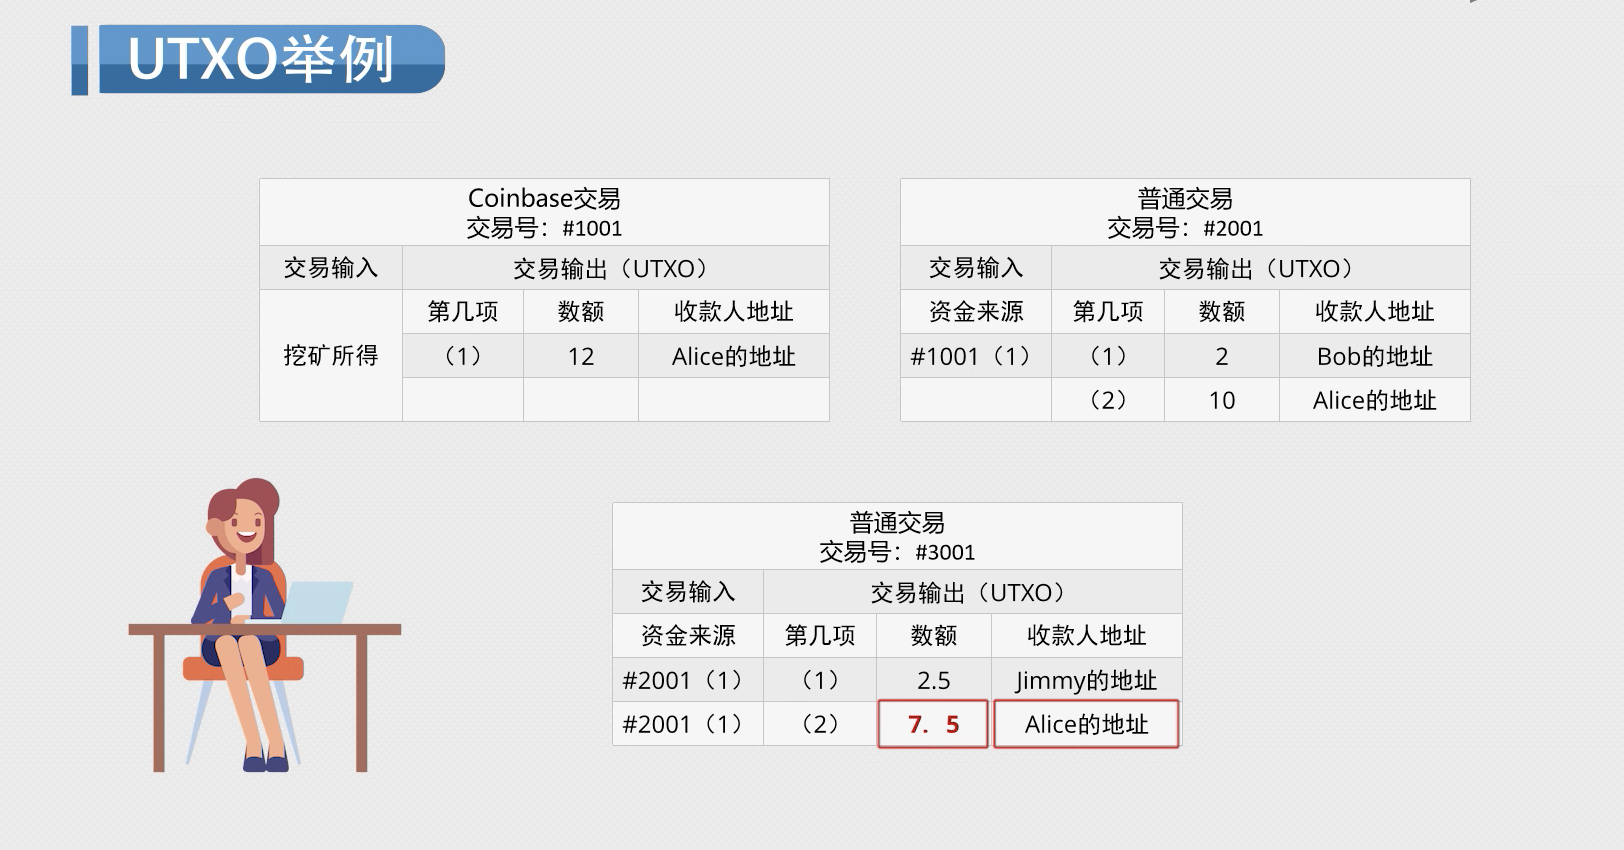 UTXO举例
Coinbase交易
交易号：#1001
交易输入 交易输出（UTXO）
第几项 数额 收款人地址
挖矿所得 （1） 12 Alice的地址
普通交易
交易号：#2001
交易输入 交易输出（UTXO）
资金来源 第几项 数额 收款人地址
#1001（1） （1） 2 Bob的地址
（2） 10 Alice的地址
普通交易
交易号：#3001
交易输入 交易输出（UTXO）
资金来源 第几项 数额 收款人地址
#2001（1） （1） 2.5 Jimmy的地址
#2001（1） （2） 7. 5 Alice的地址